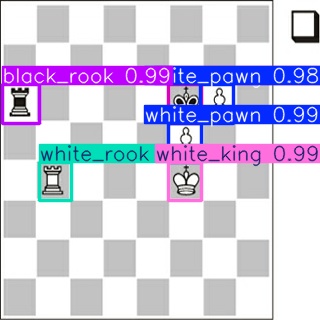 black_rook 0.99
ite_pawn 0.98
white_pawn 0.99
white_rook
white_king 0.99